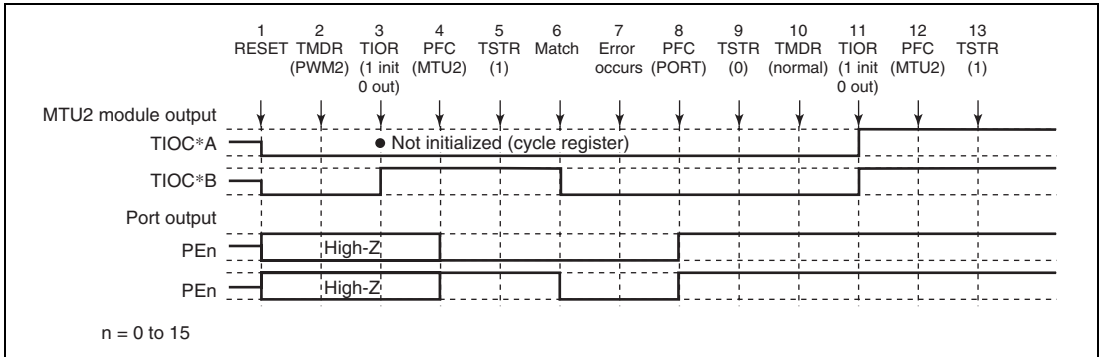 1 2 3 4 5 6 7 8 9 10 11 12 13
RESET TMDR TIOR PFC TSTR Match Error PFC TSTR TMDR TIOR PFC TSTR
(PWM2) (1 init (MTU2) (1) occurs (PORT) (0) (normal) (1 init (MTU2) (1)
0 out) 0 out)
MTU2 module output
TIOC*A ● Not initialized (cycle register)
TIOC*B
Port output
PEn High-Z
PEn High-Z
n = 0 to 15